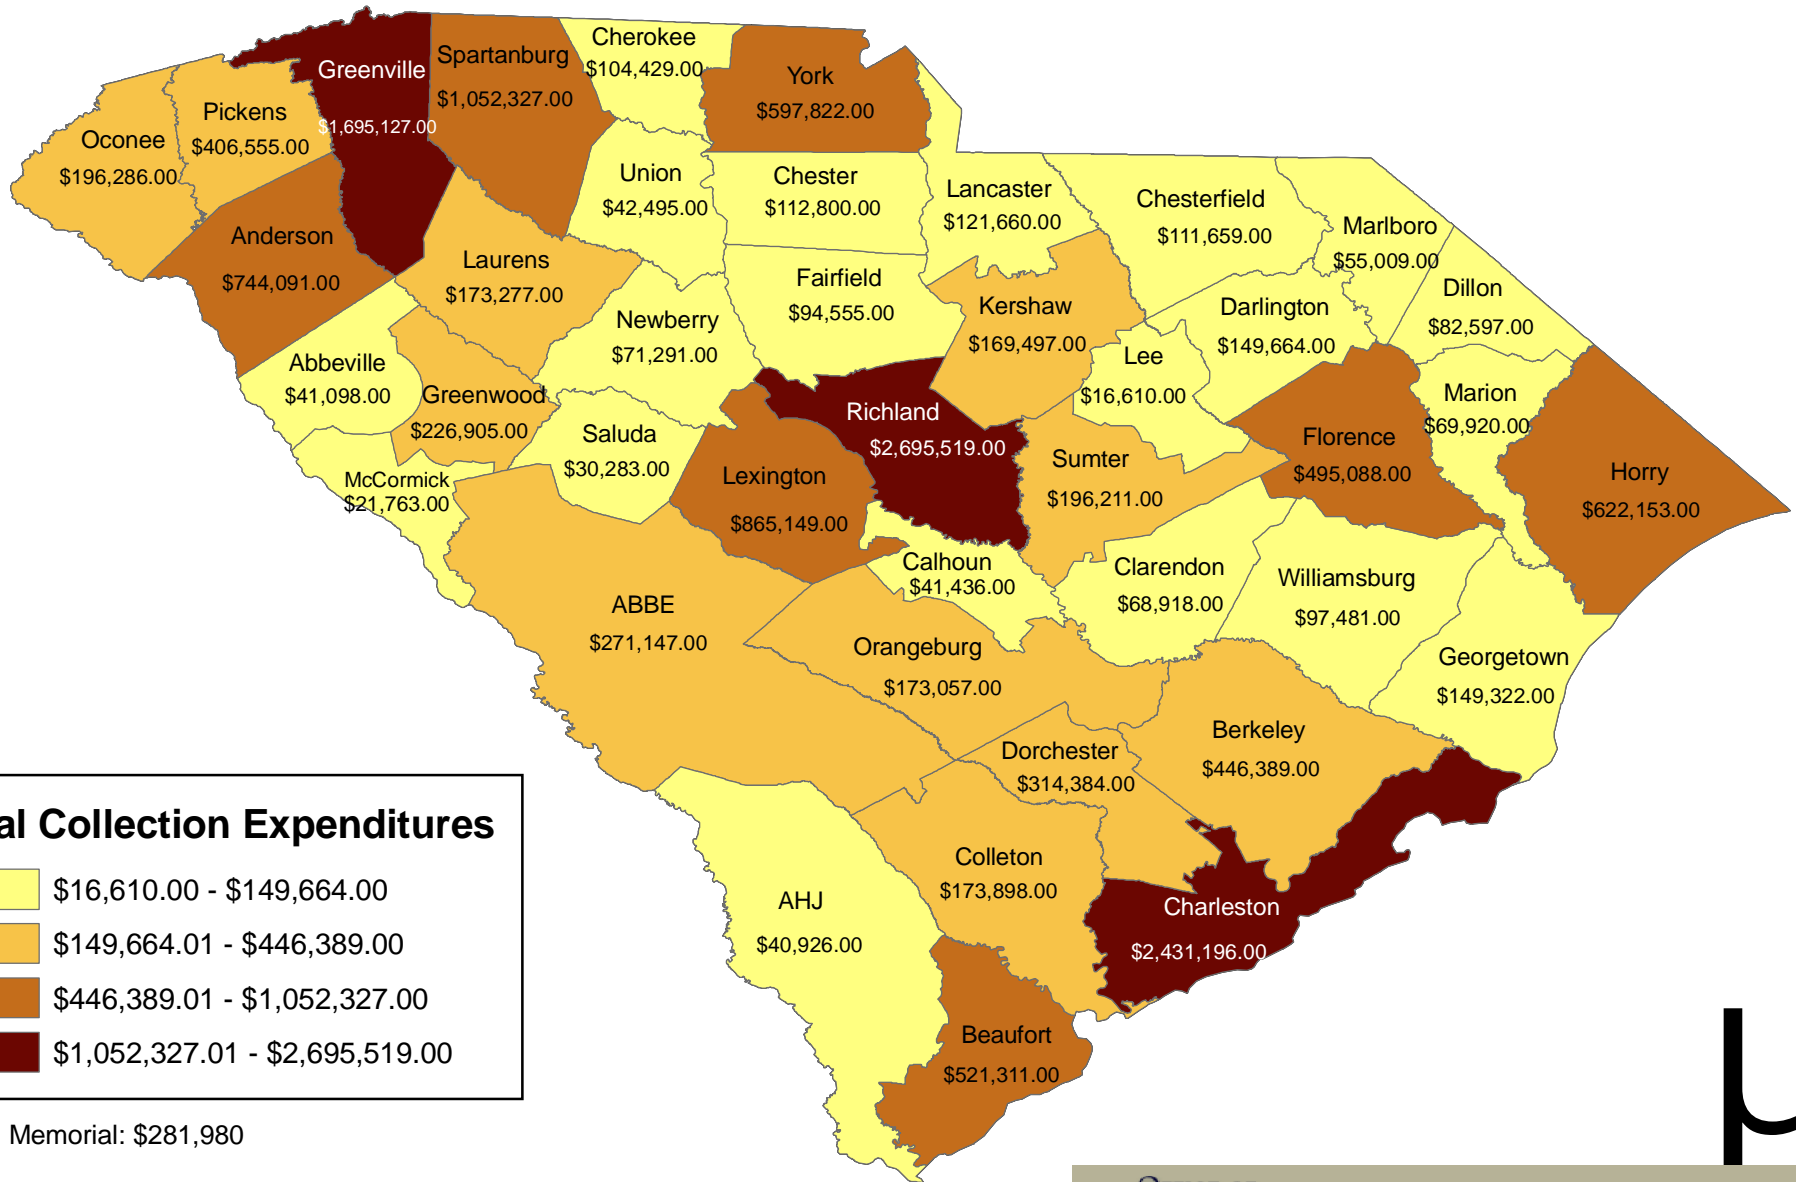 Cherokee
$104,429.00
Spartanburg
$1,052,327.00
Greenville
$1,695,127.00
York
$597,822.00
Pickens
$406,555.00
Oconee
$196,286.00
Union
$42,495.00
Chester
$112,800.00
Lancaster
$121,660.00
Chesterfield
$111,659.00
Marlboro
$55,009.00
Anderson
$744,091.00
Laurens
$173,277.00
Fairfield
$94,555.00
Kershaw
$169,497.00
Darlington
$149,664.00
Dillon
$82,597.00
Newberry
$71,291.00
Lee
$16,610.00
Abbeville
$41,098.00
Greenwood
$226,905.00
Richland
$2,695,519.00
Marion
$69,920.00
Saluda
$30,283.00
Florence
$495,088.00
McCormick
$21,763.00
Lexington
$865,149.00
Sumter
$196,211.00
Horry
$622,153.00
Calhoun
$41,436.00
Clarendon
$68,918.00
Williamsburg
$97,481.00
ABBE
$271,147.00
Orangeburg
$173,057.00
Georgetown
$149,322.00
Dorchester
$314,384.00
Berkeley
$446,389.00
Colleton
$173,898.00
AHJ
$40,926.00
Charleston
$2,431,196.00
Beaufort
$521,311.00
al Collection Expenditures
$16,610.00 - $149,664.00
$149,664.01 - $446,389.00
$446,389.01 - $1,052,327.00
$1,052,327.01 - $2,695,519.00
Memorial: $281,980
µ